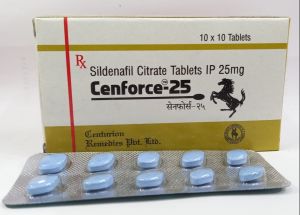 10 x 10 Tablets
Rx
Sildenafil Citrate Tablets IP 25mg
Cenforce-25
सेनफोर्स-२५
Centurion
Remedies Pvt. Ltd.